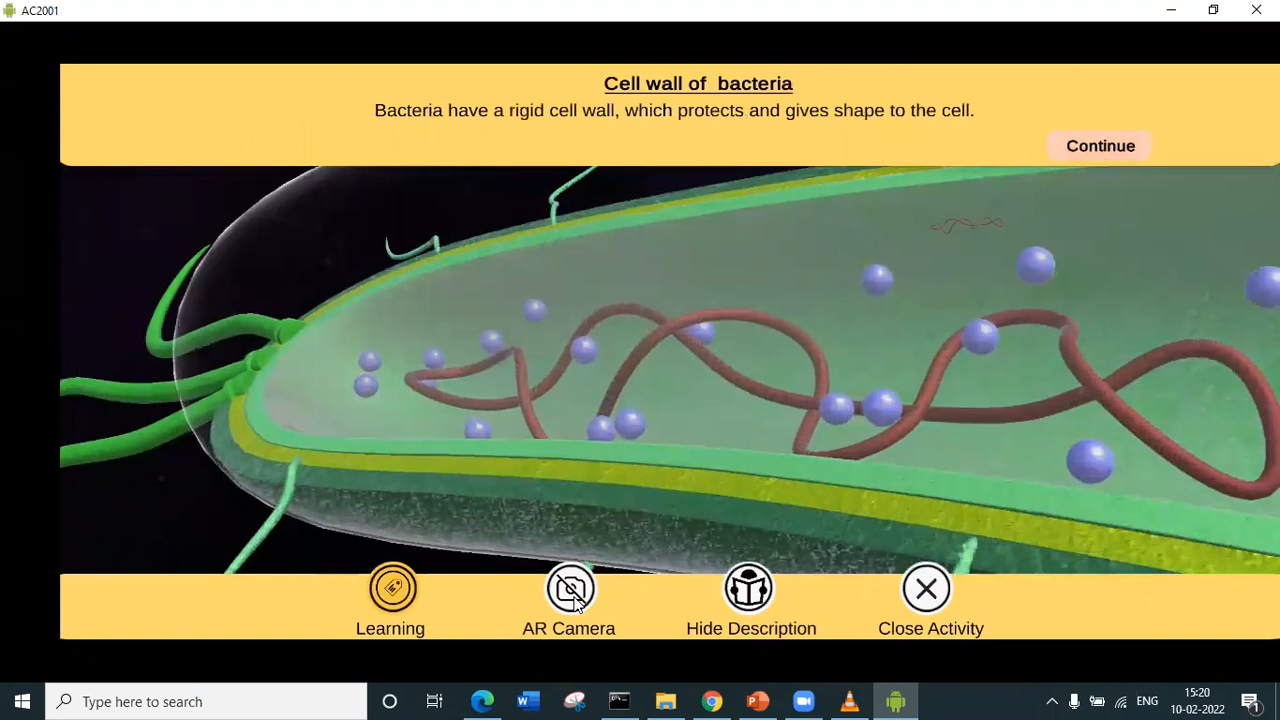 AC2001
Cell wall of bacteria
Bacteria have a rigid cell wall, which protects and gives shape to the cell.
Continue
Learning
AR Camera
Hide Description
Close Activity
Type here to search
ENG
15:20
10-02-2022
1